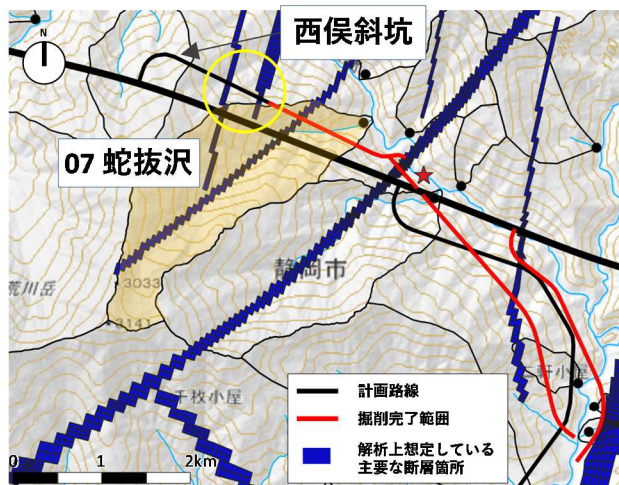 N
西俣斜坑
07 蛇抜沢
静岡市
荒川岳
3033
3141
千枚小屋
二軒小屋
計画路線
掘削完了範囲
解析上想定している
主要な断層箇所
0 1 2km